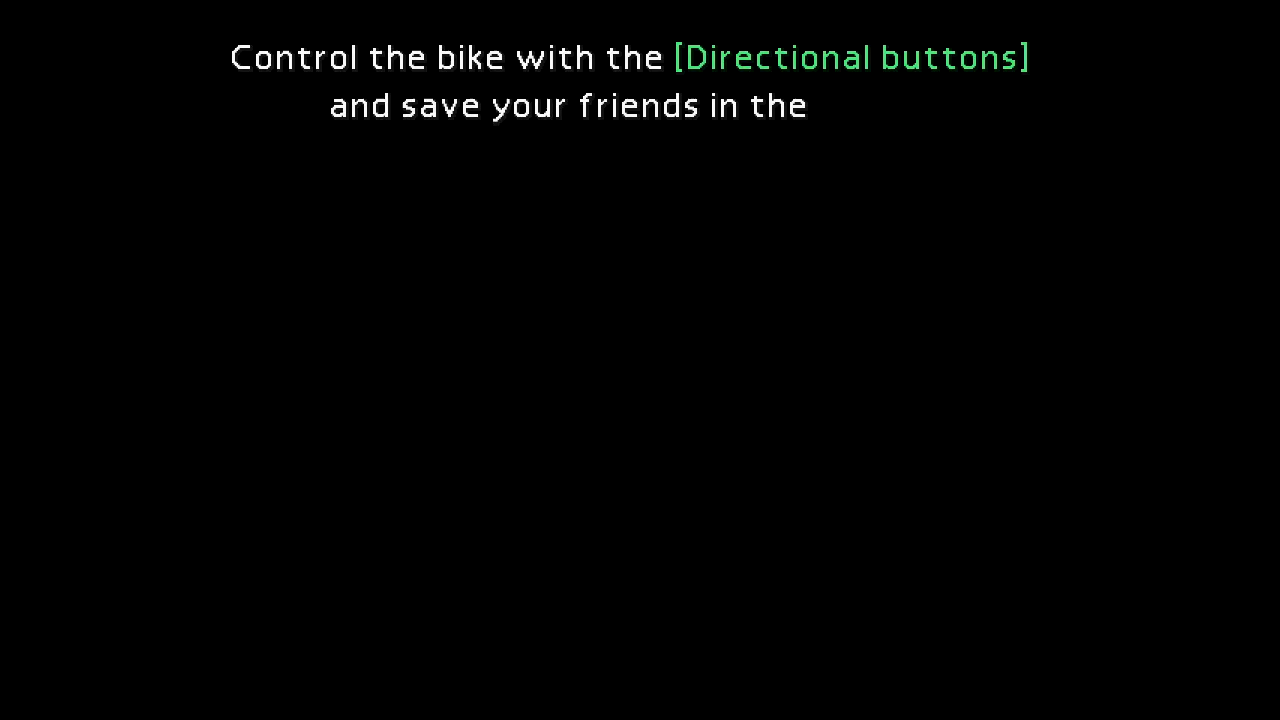 Control the bike with the [Directional buttons]
and save your friends in the